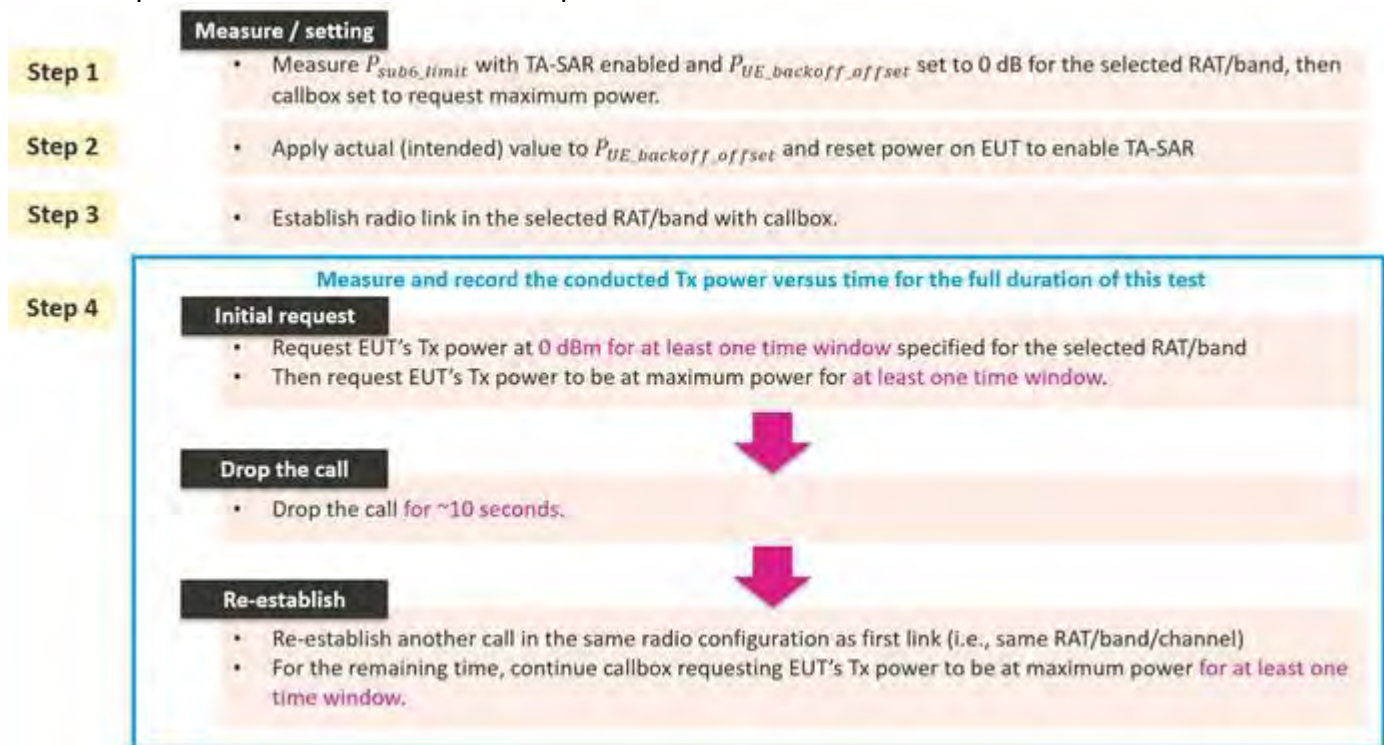 Measure / setting
Step 1
• Measure P_sub6_limit with TA-SAR enabled and P_UE_backoff_offset set to 0 dB for the selected RAT/band, then
callbox set to request maximum power.
Step 2
• Apply actual (intended) value to P_UE_backoff_offset and reset power on EUT to enable TA-SAR
Step 3
• Establish radio link in the selected RAT/band with callbox.
Measure and record the conducted Tx power versus time for the full duration of this test
Step 4
Initial request
• Request EUT's Tx power at 0 dBm for at least one time window specified for the selected RAT/band
• Then request EUT's Tx power to be at maximum power for at least one time window.
Drop the call
• Drop the call for ~10 seconds.
Re-establish
• Re-establish another call in the same radio configuration as first link (i.e., same RAT/band/channel)
• For the remaining time, continue callbox requesting EUT's Tx power to be at maximum power for at least one
time window.